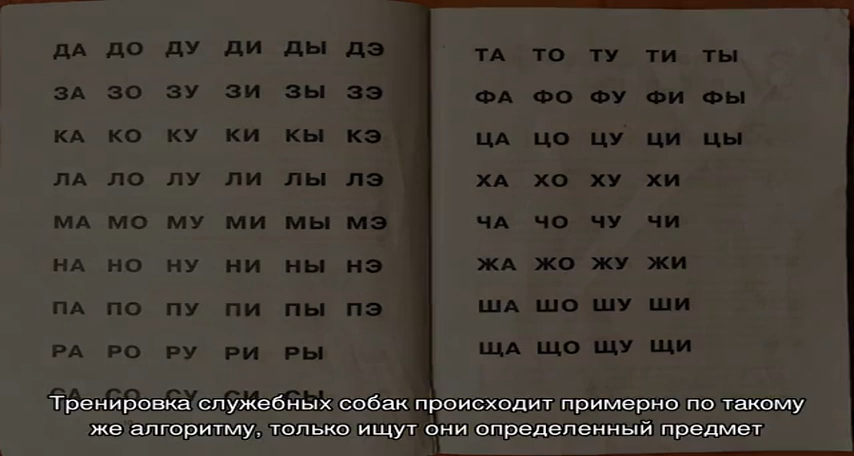 ДА ДО ДУ ДИ ДЫ ДЭ
ЗА ЗО ЗУ ЗИ ЗЫ ЗЭ
КА КО КУ КИ КЫ КЭ
ЛА ЛО ЛУ ЛИ ЛЫ ЛЭ
МА МО МУ МИ МЫ МЭ
НА НО НУ НИ НЫ НЭ
ПА ПО ПУ ПИ ПЫ ПЭ
РА РО РУ РИ РЫ
СА СО СУ СИ СЫ
ТА ТО ТУ ТИ ТЫ
ФА ФО ФУ ФИ ФЫ
ЦА ЦО ЦУ ЦИ ЦЫ
ХА ХО ХУ ХИ
ЧА ЧО ЧУ ЧИ
ЖА ЖО ЖУ ЖИ
ША ШО ШУ ШИ
ЩА ЩО ЩУ ЩИ
Тренировка служебных собак происходит примерно по такому
же алгоритму, только ищут они определенный предмет